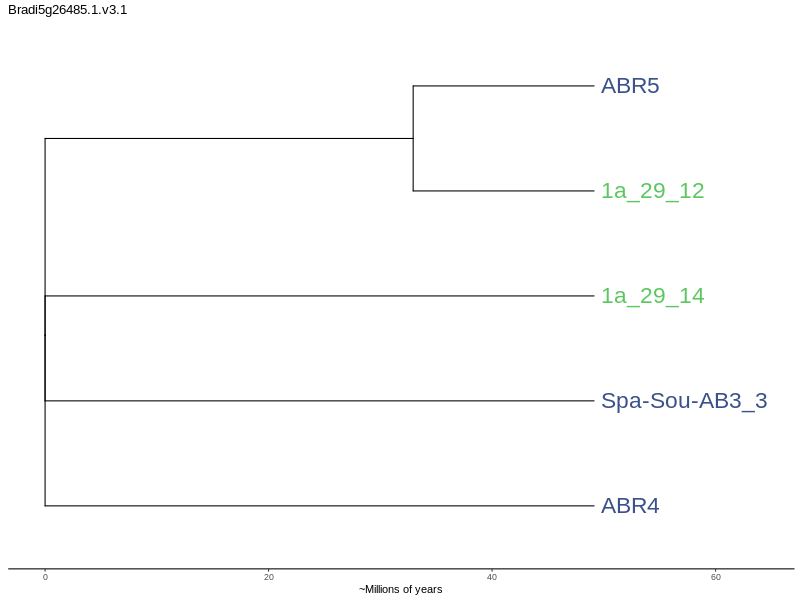 Bradi5g26485.1.v3.1
ABR5
1a_29_12
1a_29_14
Spa-Sou-AB3_3
ABR4
0 20 40 60
~Millions of years